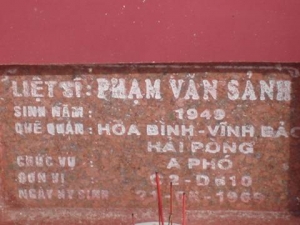 LIỆT SĨ: PHẠM VĂN SẢNH
SINH NĂM : 1949
QUÊ QUÁN: HÒA BÌNH-VĨNH BẢO
HẢI PÒNG
CHỨC VỤ : A PHÓ
ĐƠN VỊ :
NGÀY HY SINH